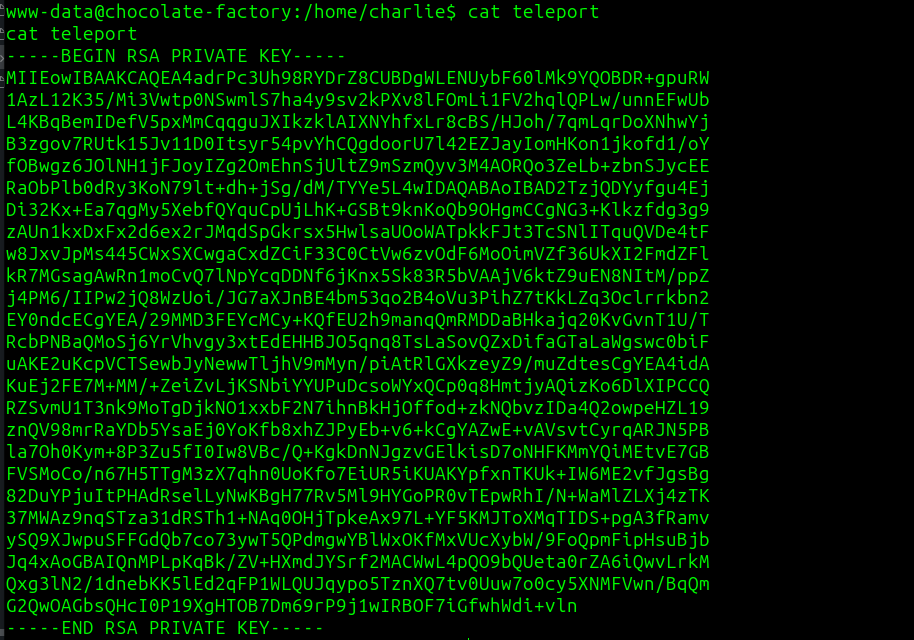 www-data@chocolate-factory:/home/charlie$ cat teleport
cat teleport
-----BEGIN RSA PRIVATE KEY-----
MIIEowIBAAKCAQEA4adrPc3Uh98RYDrZ8CUBDgWLENUybF60lMk9YQOBDR+gpuRW
1AzL12K35/Mi3Vwtp0NSwmlS7ha4y9sv2kPXv8lFOmLi1FV2hqlQPLw/unnEFwUb
L4KBqBemIDefV5pxMmCqqguJXIkzklAIXNYhfxLr8cBS/HJoh/7qmLqrDoXNhwYj
B3zgov7RUtk15Jv11D0Itsyr54pvYhCQgdoorU7l42EZJayIomHKon1jkofd1/oY
fOBwgz6JOlNH1jFJoyIZg2OmEhnSjUltZ9mSzmQyv3M4AORQo3ZeLb+zbnSJycEE
RaObPlb0dRy3KoN79lt+dh+jSg/dM/TYYe5L4wIDAQABAoIBAD2TzjQDYyfgu4Ej
Di32Kx+Ea7qgMy5XebfQYquCpUjLhK+GSBt9knKoQb9OHgmCCgNG3+Klkzfdg3g9
zAUn1kxDxFx2d6ex2rJMqdSpGkrsx5HwlsaUOoWATpkkFJt3TcSNlITquQVDe4tF
w8JxvJpMs445CWxSXCwgaCxdZCiF33C0CtVw6zvOdF6MoOimVZf36UkXI2FmdZFl
kR7MGsagAwRn1moCvQ7lNpYcqDDNf6jKnx5Sk83R5bVAAjV6ktZ9uEN8NItM/ppZ
j4PM6/IIPw2jQ8WzUoi/JG7aXJnBE4bm53qo2B4oVu3PihZ7tKkLZq3Oclrrkbn2
EY0ndcECgYEA/29MMD3FEYcMCy+KQfEU2h9manqQmRMDDaBHkajq20KvGvnT1U/T
RcbPNBaQMoSj6YrVhvgy3xtEdEHHBJO5qnq8TsLaSovQZxDifaGTaLaWgswc0biF
uAKE2uKcpVCTSewbJyNewwTljhV9mMyn/piAtRlGXkzeyZ9/muZdtesCgYEA4idA
KuEj2FE7M+MM/+ZeiZvLjKSNbiYYUPuDcsoWYxQCp0q8HmtjyAQizKo6DlXIPCCQ
RZSvmU1T3nk9MoTgDjkNO1xxbF2N7ihnBkHjOffod+zkNQbvzIDa4Q2owpeHZL19
znQV98mrRaYDb5YsaEj0YoKfb8xhZJPyEb+v6+kCgYAZwE+vAVsvtCyrqARJN5PB
la7Oh0Kym+8P3Zu5fI0Iw8VBc/Q+KgkDnNJgzvGElkisD7oNHFKMmYQiMEtvE7GB
FVSMoCo/n67H5TTgM3zX7qhn0UoKfo7EiUR5iKUAKYpfxnTKUk+IW6ME2vfJgsBg
82DuYPjuItPHAdRselLyNwKBgH77Rv5Ml9HYGoPR0vTEpwRhI/N+WaMlZLXj4zTK
37MWAz9nqSTza31dRSTh1+NAq0OHjTpkeAx97L+YF5KMJToXMqTIDS+pgA3fRamv
ySQ9XJwpuSFFGdQb7co73ywT5QPdmgwYBlWxOKfMxVUcXybW/9FoQpmFipHsuBjb
Jq4xAoGBAIQnMPLpKqBk/ZV+HXmdJYSrf2MACWwL4pQO9bQUeta0rZA6iQwvLrkM
Qxg3lN2/1dnebKK5lEd2qFP1WLQUJqypo5TznXQ7tv0Uuw7o0cy5XNMFVwn/BqQm
G2QwOAGbsQHcI0P19XgHTOB7Dm69rP9j1wIRBOF7iGfwhWdi+vln
-----END RSA PRIVATE KEY-----